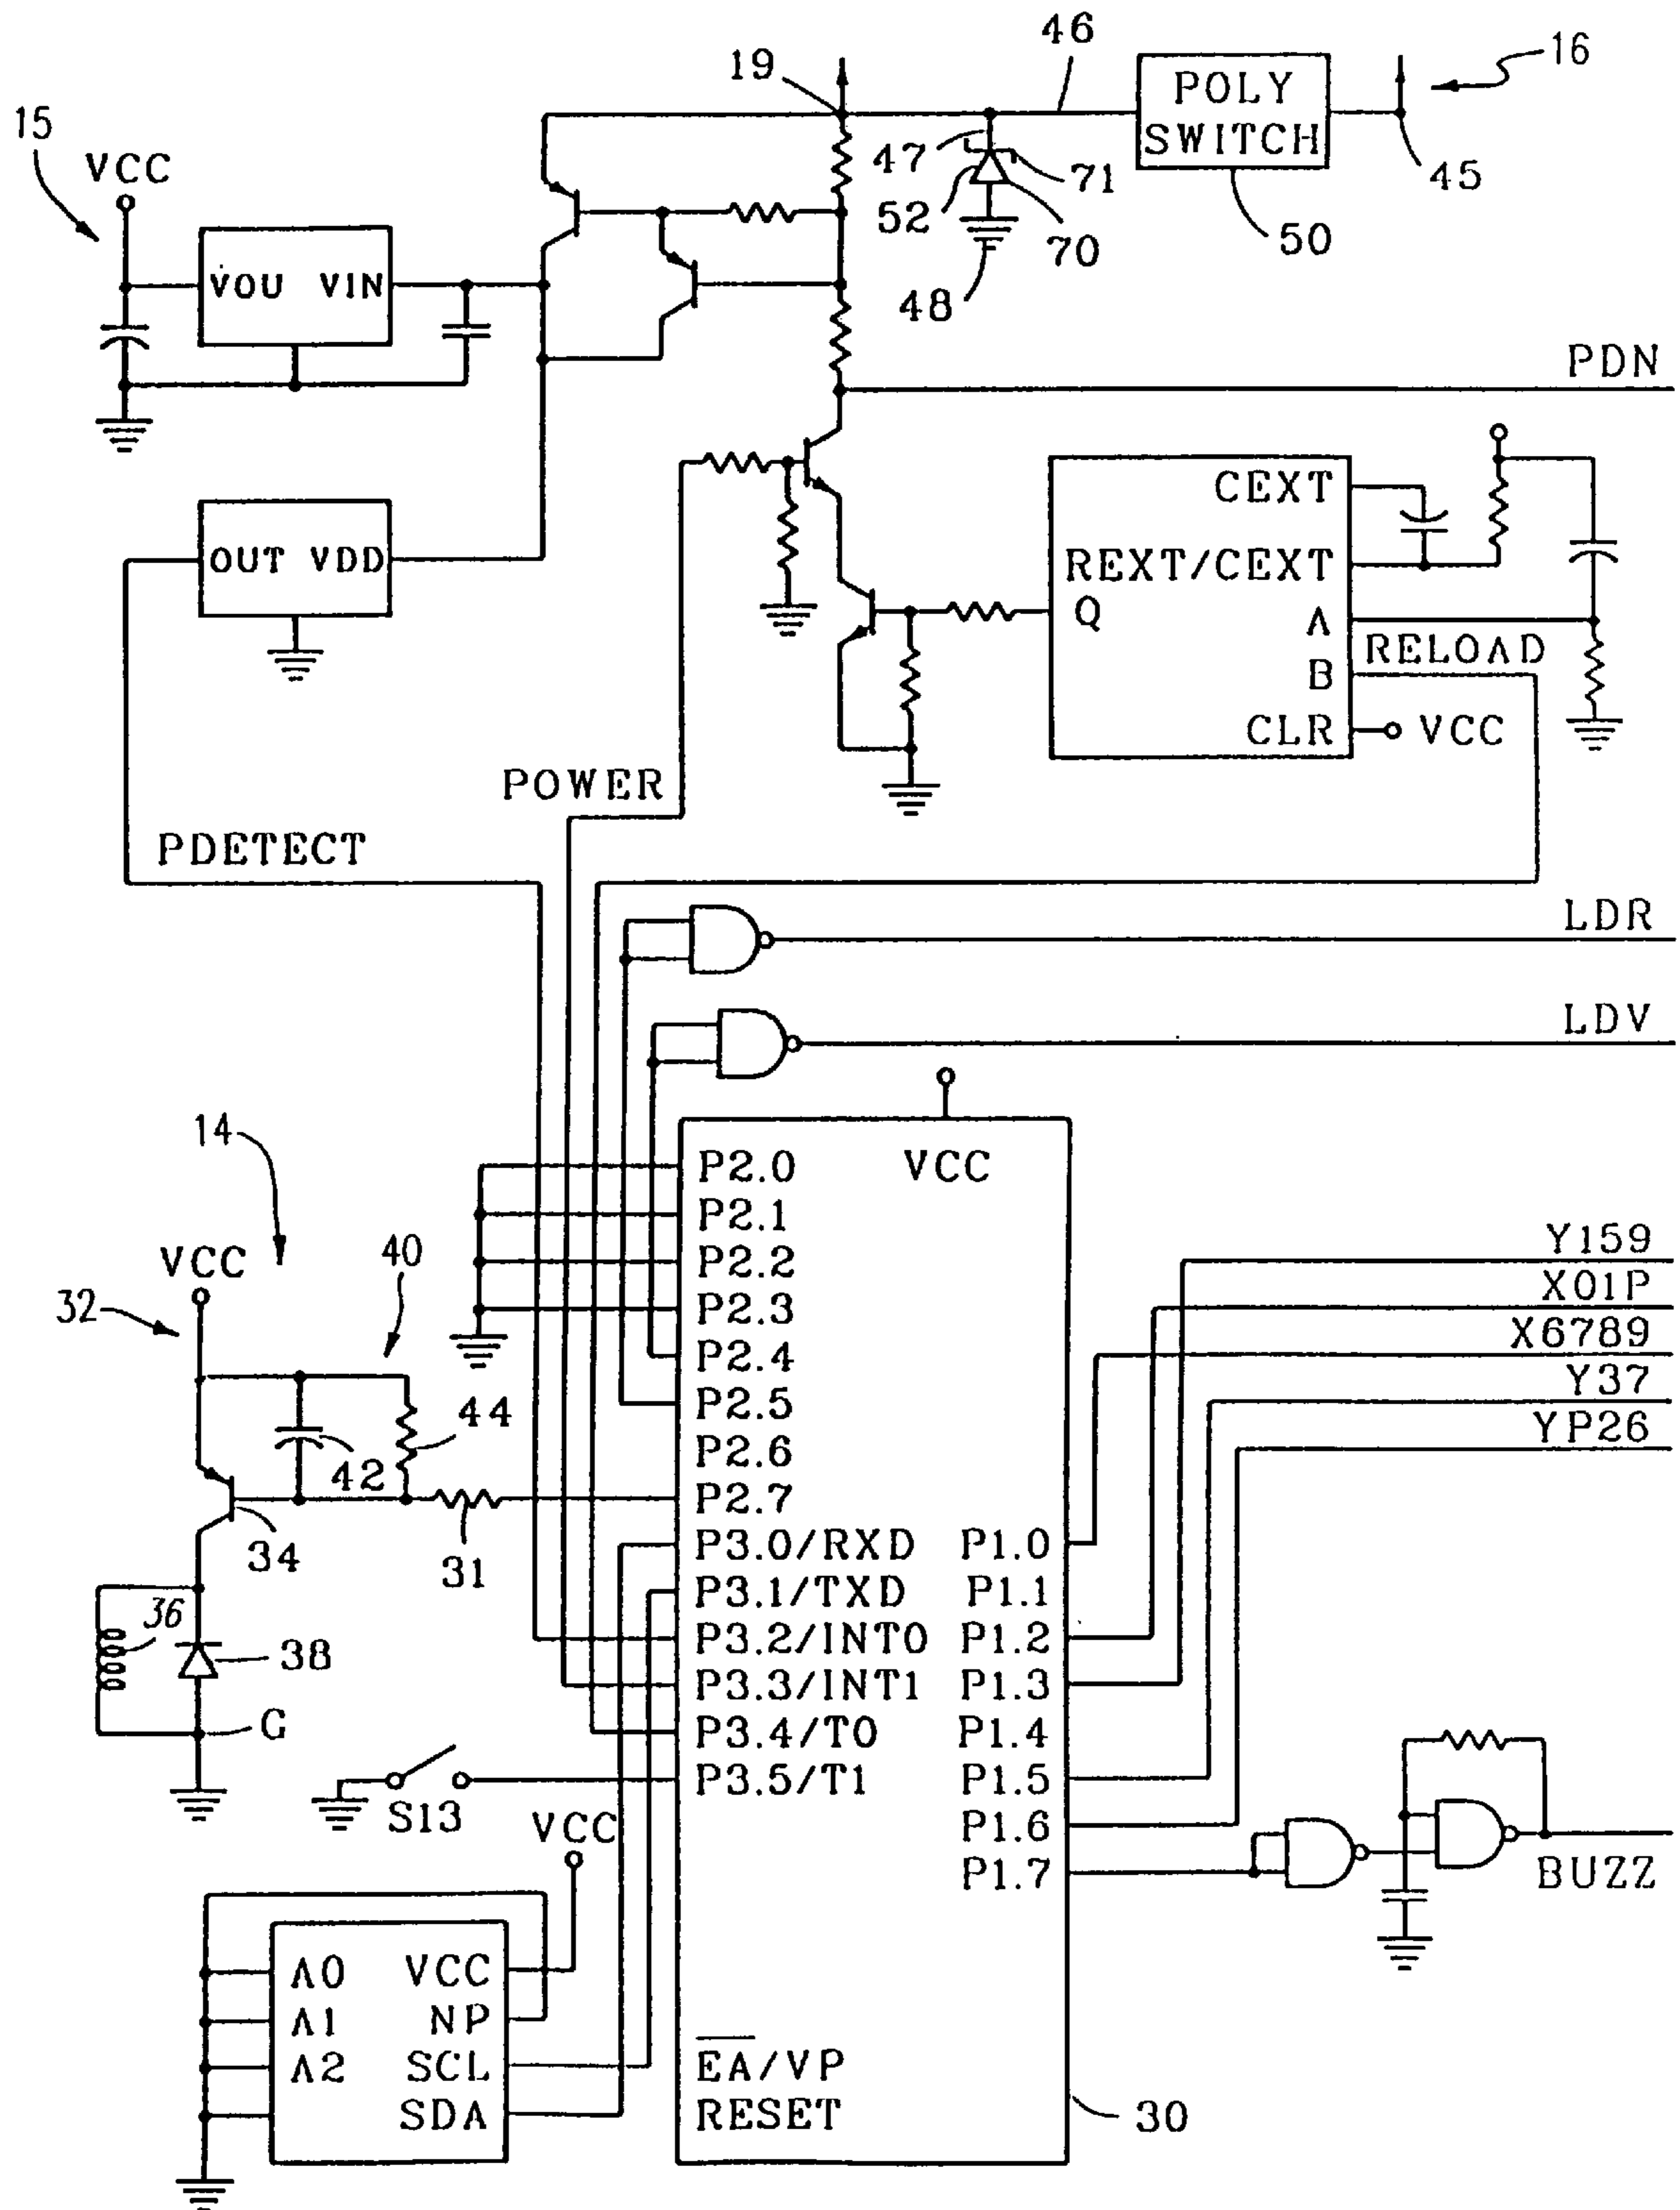 46
19
POLY
SWITCH
16
15
VCC
47
71
45
52
70
50
VOU VIN
48
PDN
CEXT
OUT VDD
REXT/CEXT
Q
A
RELOAD
B
CLR
VCC
POWER
PDETECT
LDR
LDV
14
P2.0
VCC
P2.1
Y159
VCC
40
P2.2
X01P
32
P2.3
X6789
P2.4
Y37
44
P2.5
YP26
42
P2.6
P2.7
34
31
P3.0/RXD
P1.0
36
P3.1/TXD
P1.1
38
P3.2/INT0
P1.2
P3.3/INT1
P1.3
G
P3.4/T0
P1.4
P3.5/T1
P1.5
S13
VCC
P1.6
P1.7
BUZZ
A0 VCC
A1 NP
A2 SCL
SDA
EA/VP
RESET
30